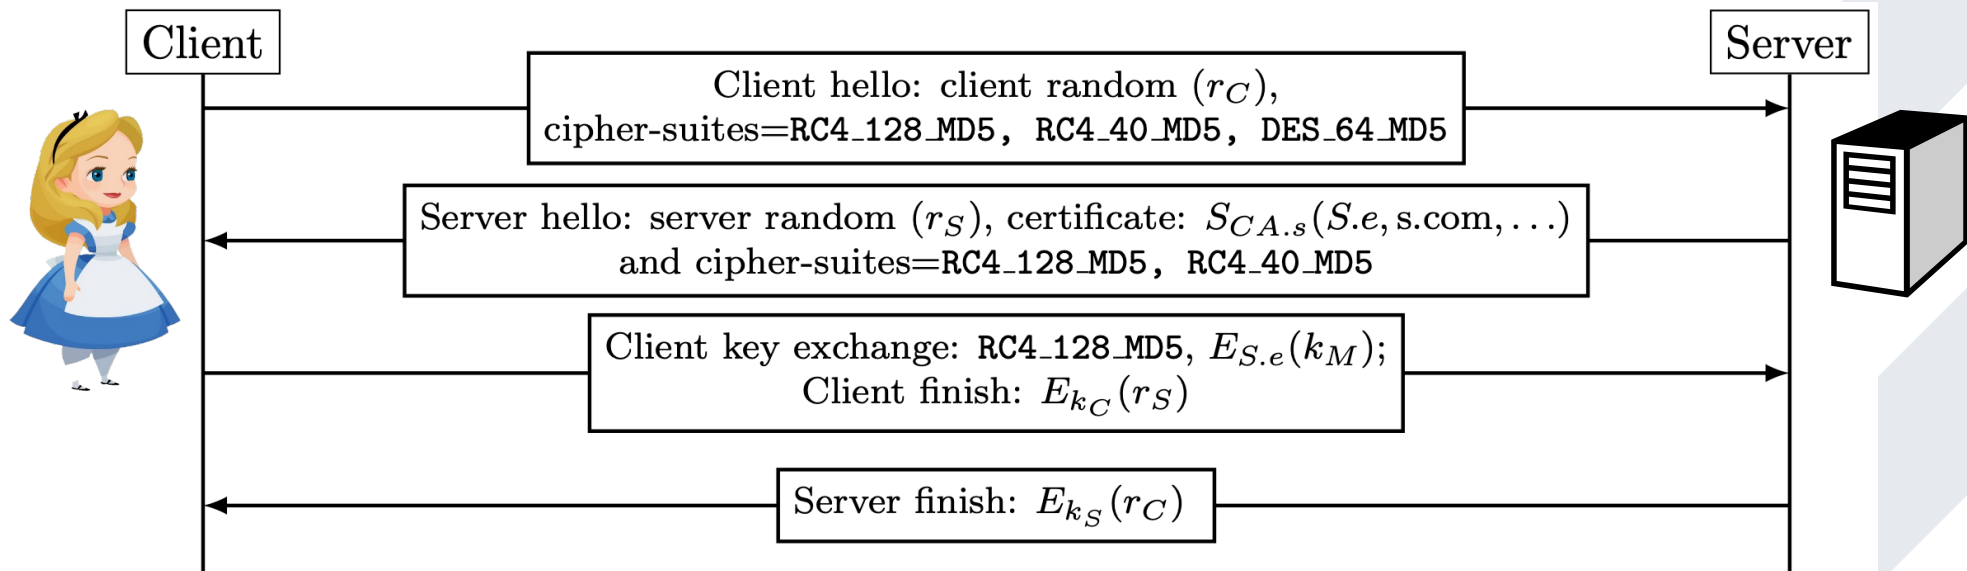 Client
Server
Client hello: client random (r_C),
cipher-suites=RC4_128_MD5, RC4_40_MD5, DES_64_MD5
Server hello: server random (r_S), certificate: S_{CA.s}(S.e, s.com, ...)
and cipher-suites=RC4_128_MD5, RC4_40_MD5
Client key exchange: RC4_128_MD5, E_{S.e}(k_M);
Client finish: E_{k_C}(r_S)
Server finish: E_{k_S}(r_C)